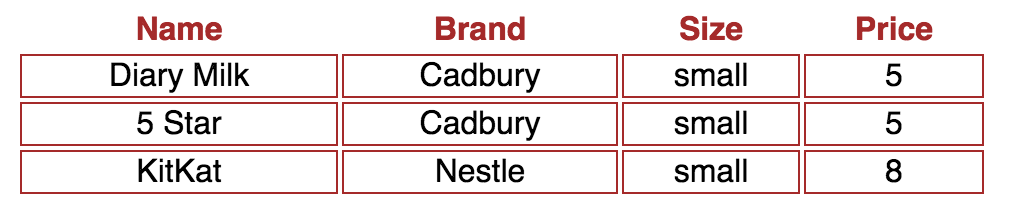 Name Brand Size Price
Diary Milk Cadbury small 5
5 Star Cadbury small 5
KitKat Nestle small 8